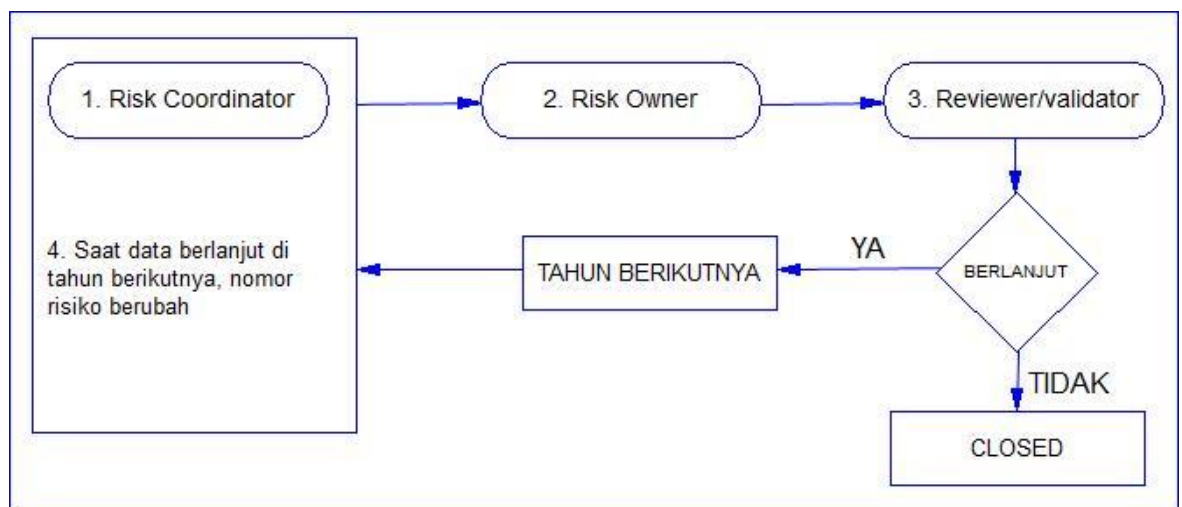 1. Risk Coordinator
2. Risk Owner
3. Reviewer/validator
4. Saat data berlanjut di
tahun berikutnya, nomor
risiko berubah
TAHUN BERIKUTNYA
YA
BERLANJUT
TIDAK
CLOSED